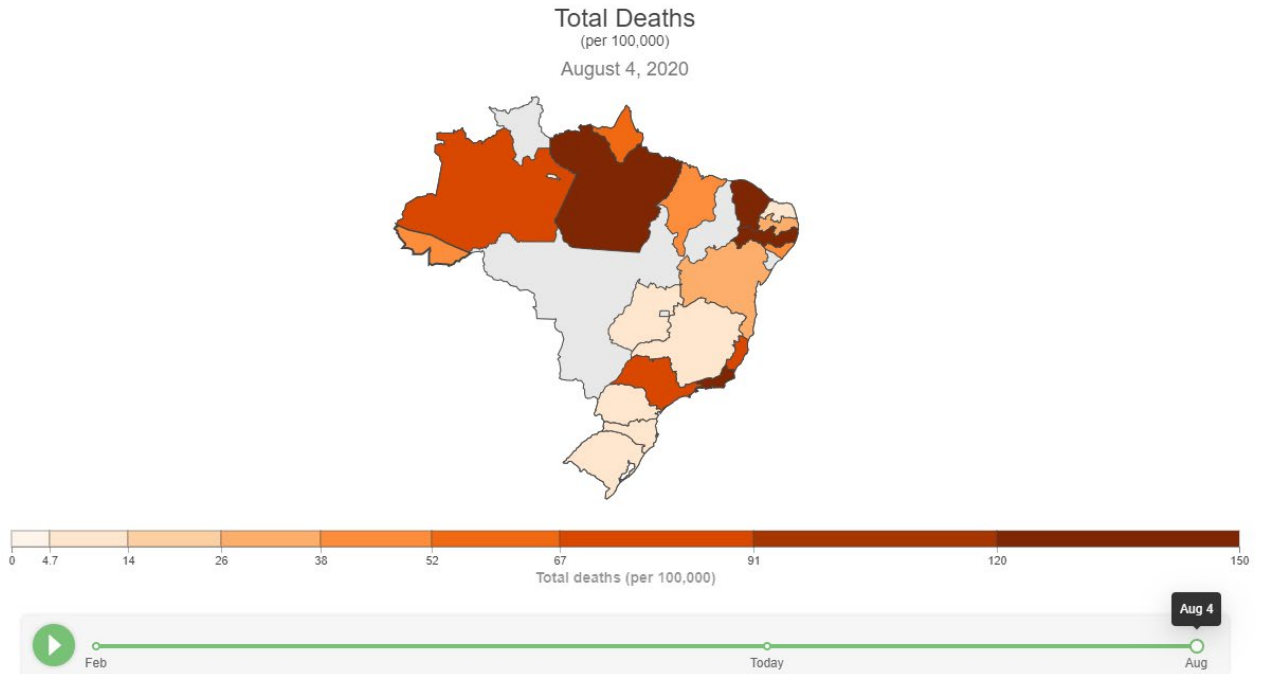 Total Deaths
(per 100,000)
August 4, 2020
0 4.7 14 26 38 52 67 91 120 150
Total deaths (per 100,000)
Aug 4
Feb Today Aug